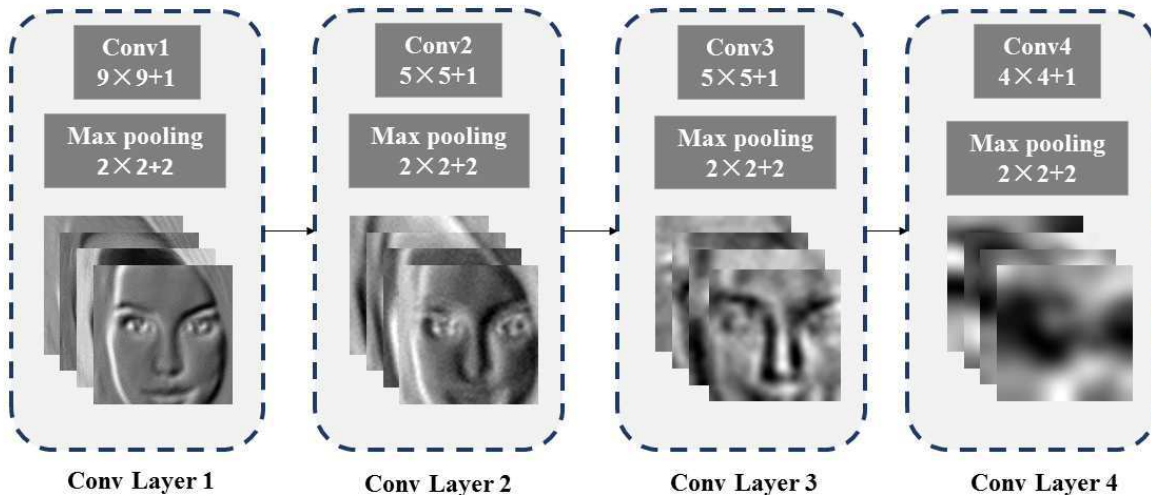 Conv1
9×9+1
Max pooling
2×2+2
Conv Layer 1
Conv2
5×5+1
Max pooling
2×2+2
Conv Layer 2
Conv3
5×5+1
Max pooling
2×2+2
Conv Layer 3
Conv4
4×4+1
Max pooling
2×2+2
Conv Layer 4